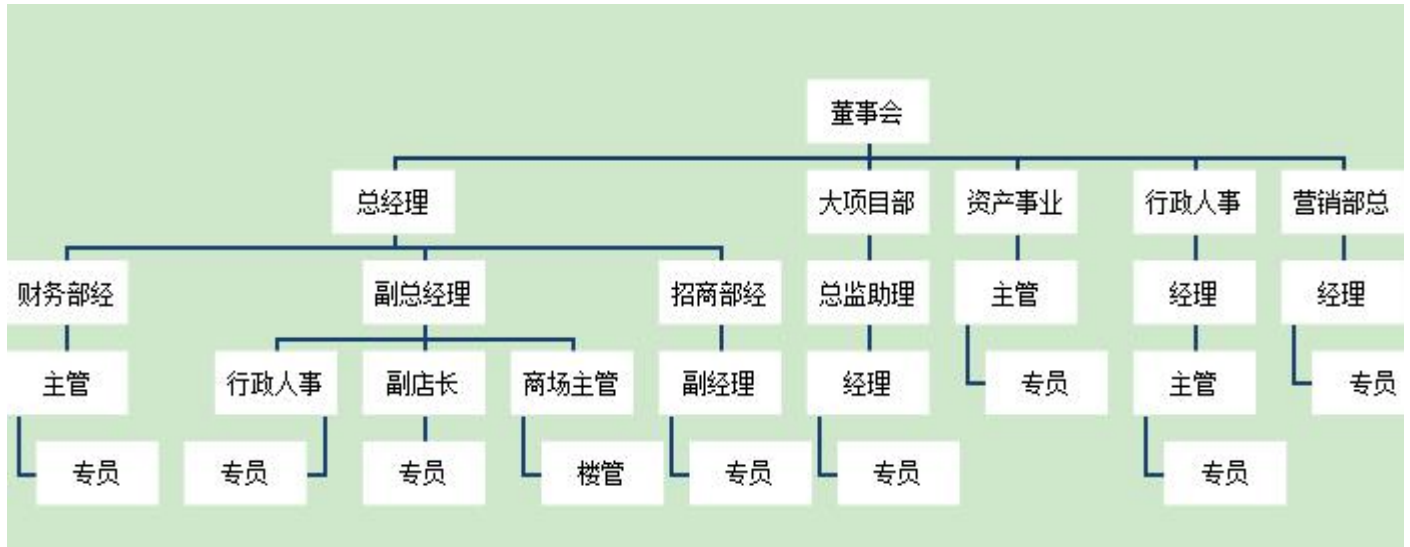 董事会
总经理
大项目部
资产事业
行政人事
营销部总
财务部经
副总经理
招商部经
总监助理
主管
经理
经理
主管
行政人事
副店长
商场主管
副经理
经理
专员
主管
专员
专员
专员
专员
楼管
专员
专员
专员